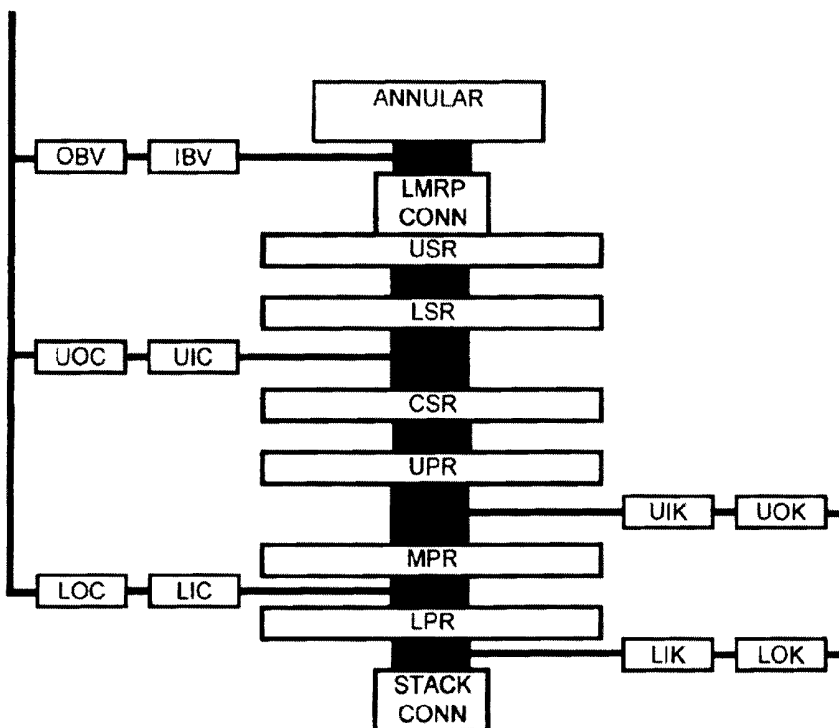 ANNULAR
OBV IBV
LMRP
CONN
USR
LSR
UOC UIC
CSR
UPR
UIK UOK
MPR
LOC LIC
LPR
LIK LOK
STACK
CONN